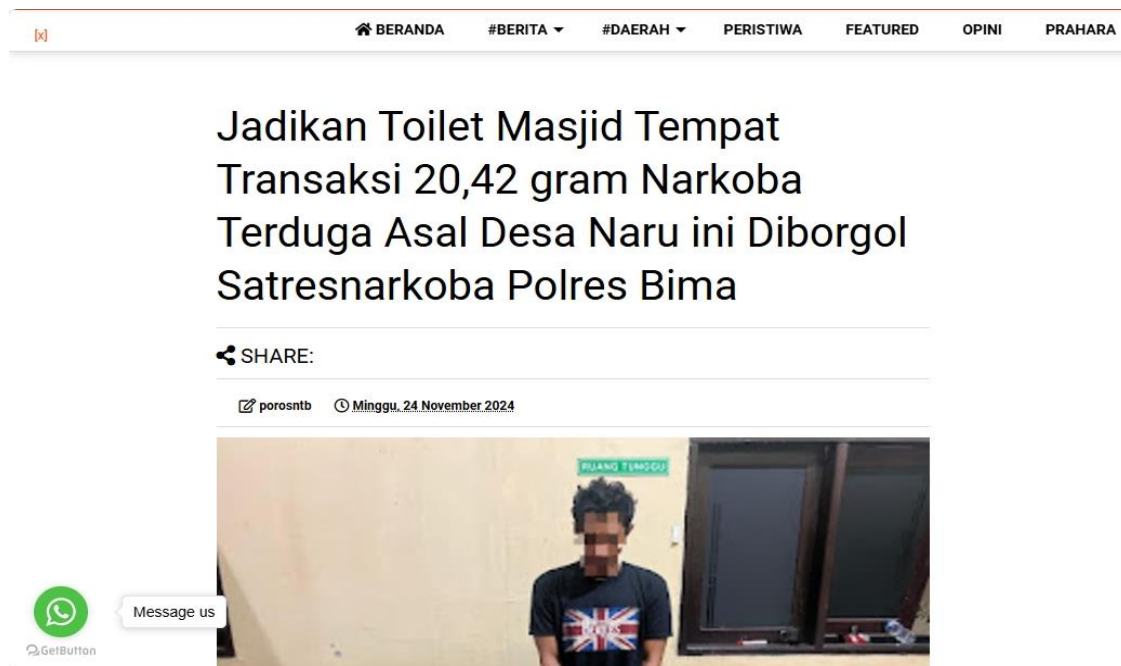 [x]
BERANDA #BERITA #DAERAH PERISTIWA FEATURED OPINI PRAHARA
Jadikan Toilet Masjid Tempat
Transaksi 20,42 gram Narkoba
Terduga Asal Desa Naru ini Diborgol
Satresnarkoba Polres Bima
SHARE:
porosntb Minggu, 24 November 2024
RUANG TUNGGU
Message us
GetButton